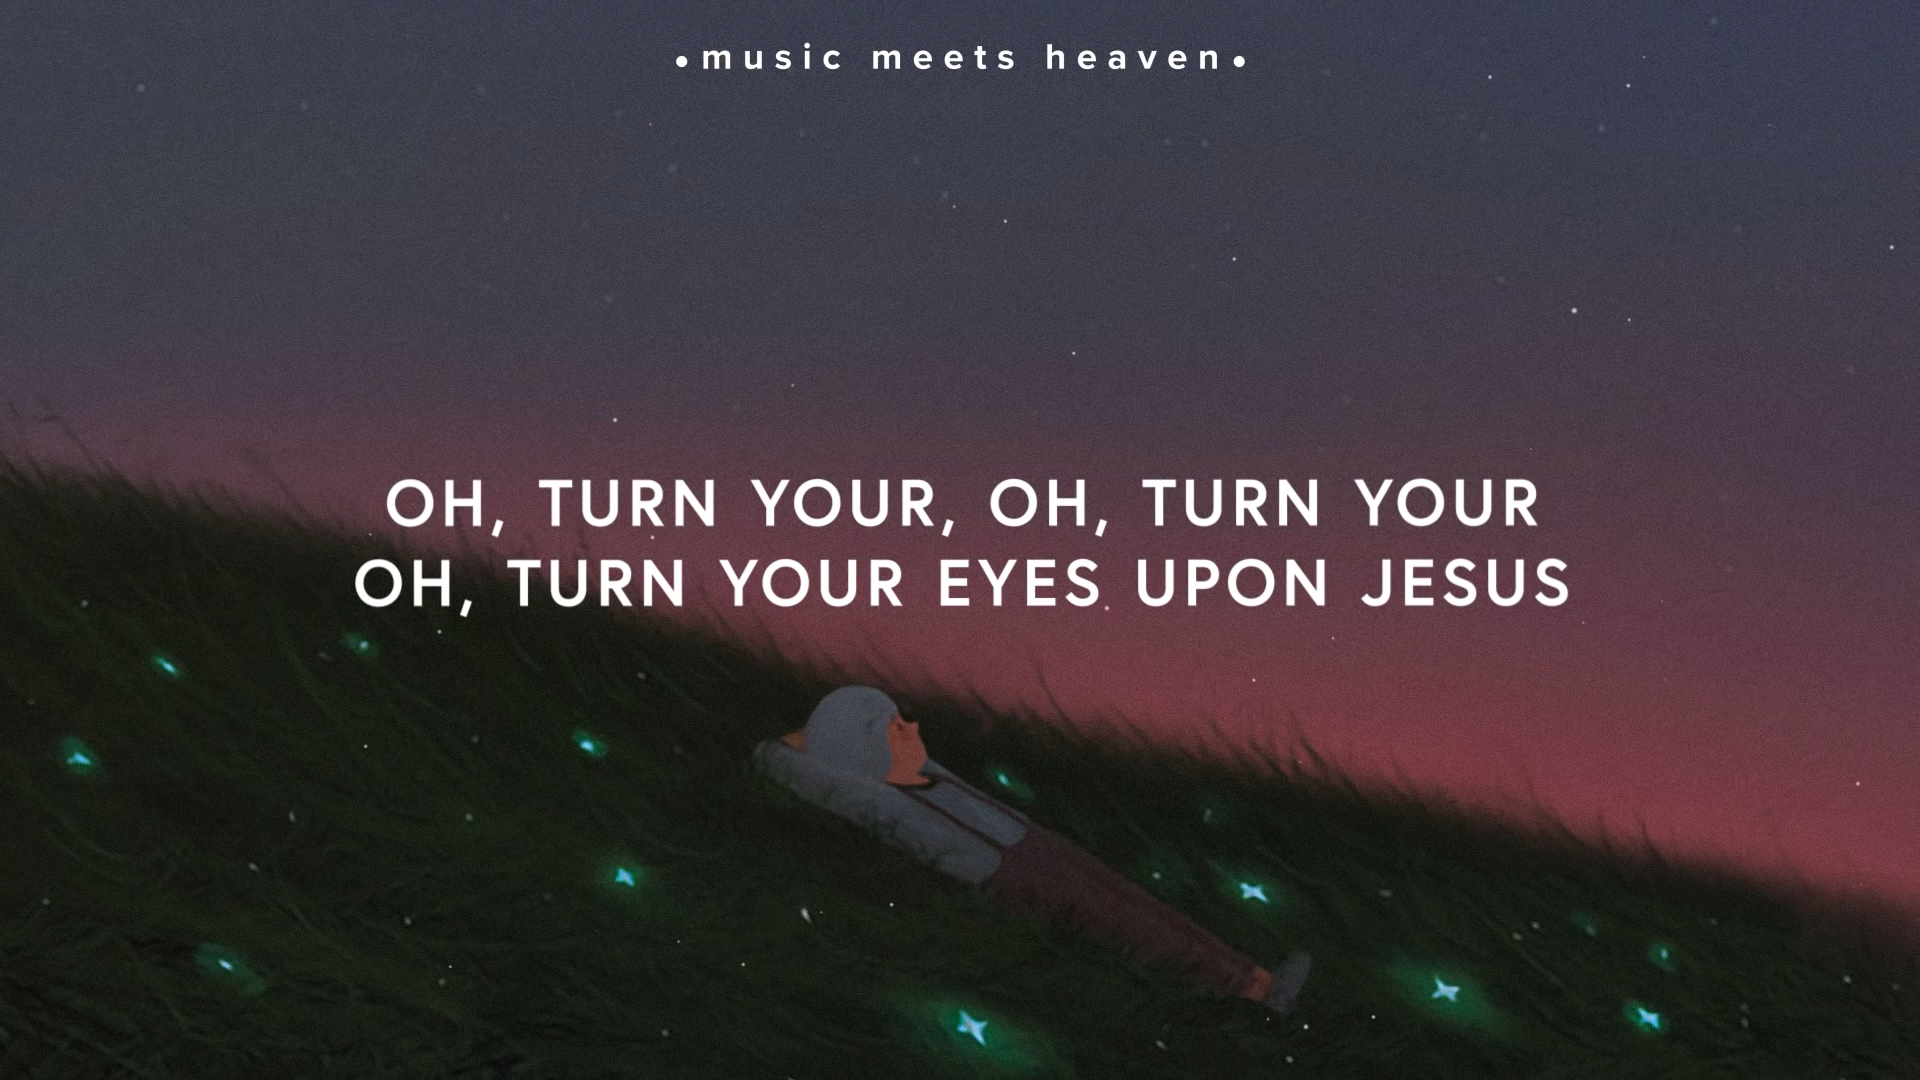 •music meets heaven•
OH, TURN YOUR, OH, TURN YOUR
OH, TURN YOUR EYES UPON JESUS